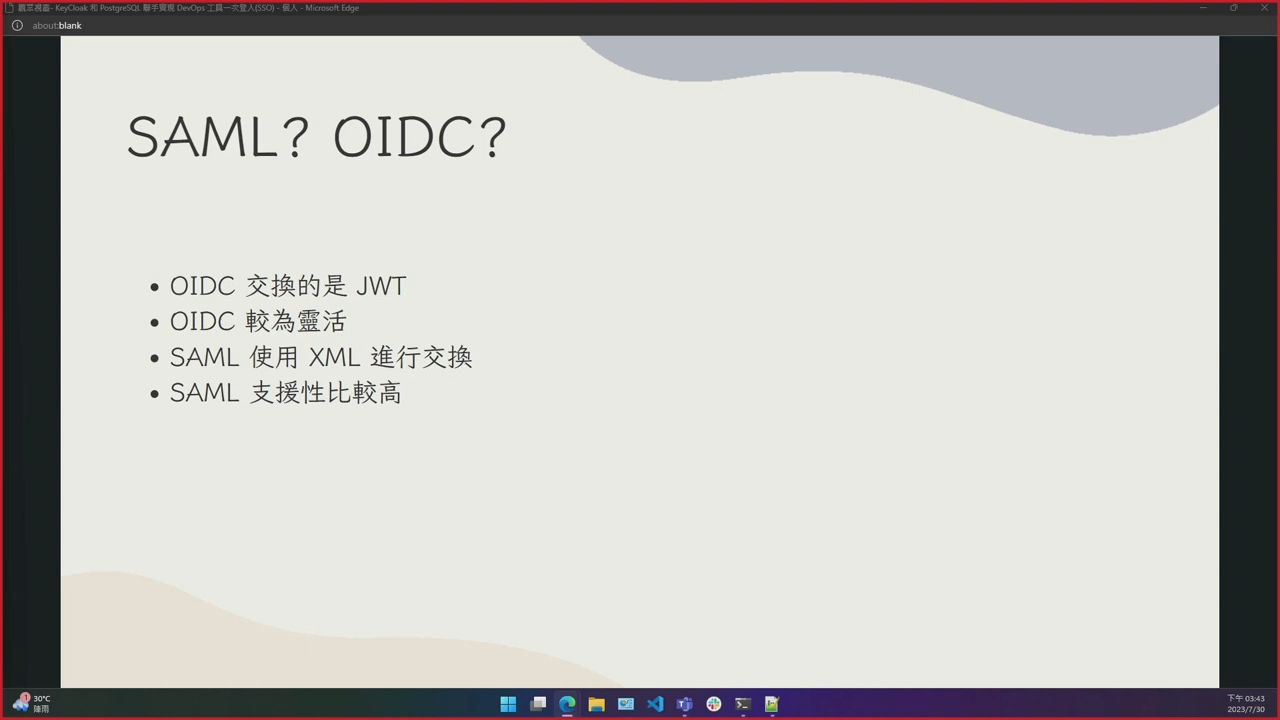 觀眾視畫- KeyCloak 和 PostgreSQL 聯手實現 DevOps 工具一次登入(SSO) - 個人 - Microsoft Edge
about:blank
SAML? OIDC?
• OIDC 交換的是 JWT
• OIDC 較為靈活
• SAML 使用 XML 進行交換
• SAML 支援性比較高
1
30°C
陣雨
下午 03:43
2023/7/30